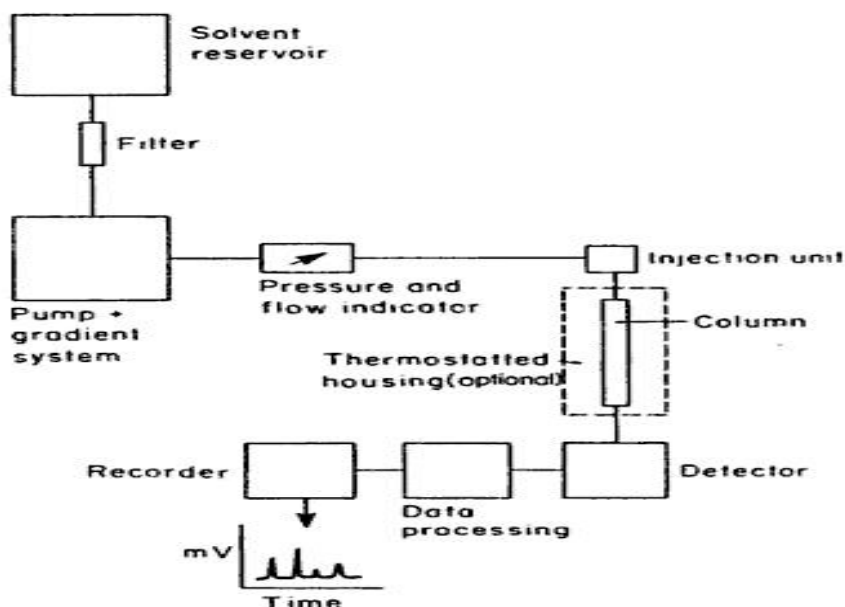 Solvent
reservoir
Filter
Pump +
gradient
system
Pressure and
flow indicator
Injection unit
Column
Thermostatted
housing(optional)
Recorder
Data
processing
Detector
mV
Time